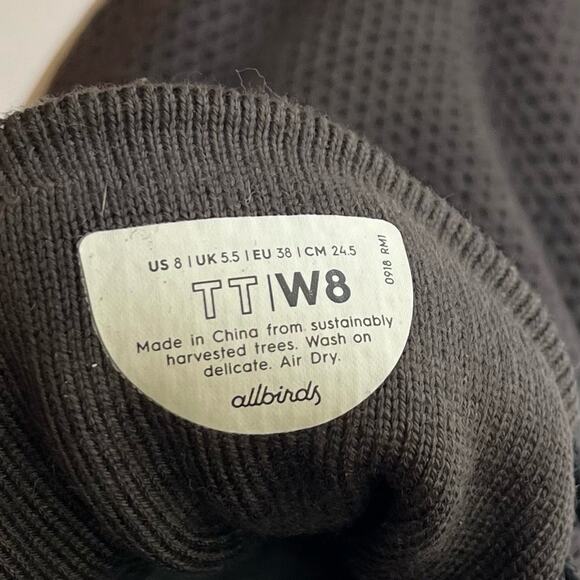 US 8 | UK 5.5 | EU 38 | CM 24.5
TT|W8
Made in China from sustainably
harvested trees. Wash on
delicate. Air Dry.
allbirds
0918 RM1